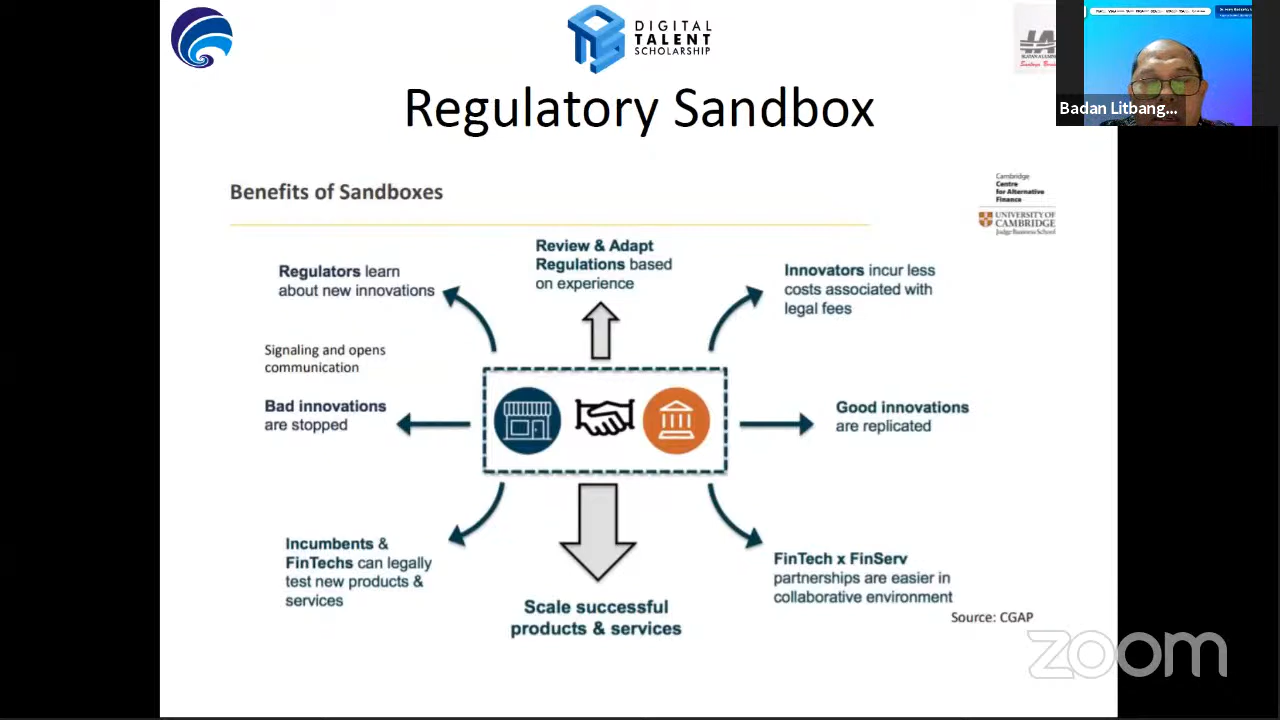 DIGITAL
TALENT
SCHOLARSHIP
Badan Litbang...
Regulatory Sandbox
Benefits of Sandboxes
Cambridge
Centre
for Alternative
Finance
UNIVERSITY OF
CAMBRIDGE
Judge Business School
Review & Adapt
Regulations based
on experience
Regulators learn
about new innovations
Innovators incur less
costs associated with
legal fees
Signaling and opens
communication
Bad innovations
are stopped
Good innovations
are replicated
Incumbents &
FinTechs can legally
test new products &
services
FinTech x FinServ
partnerships are easier in
collaborative environment
Scale successful
products & services
Source: CGAP
zoom